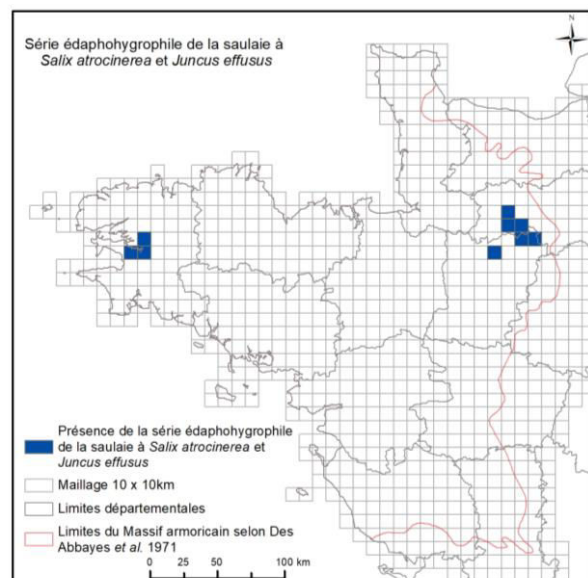 Série édaphohygrophile de la saulaie à
Salix atrocinerea et Juncus effusus
N
Présence de la série édaphohygrophile
de la saulaie à Salix atrocinerea et
Juncus effusus
Maillage 10 x 10km
Limites départementales
Limites du Massif armoricain selon Des
Abbayes et al. 1971
0 25 50 100 km